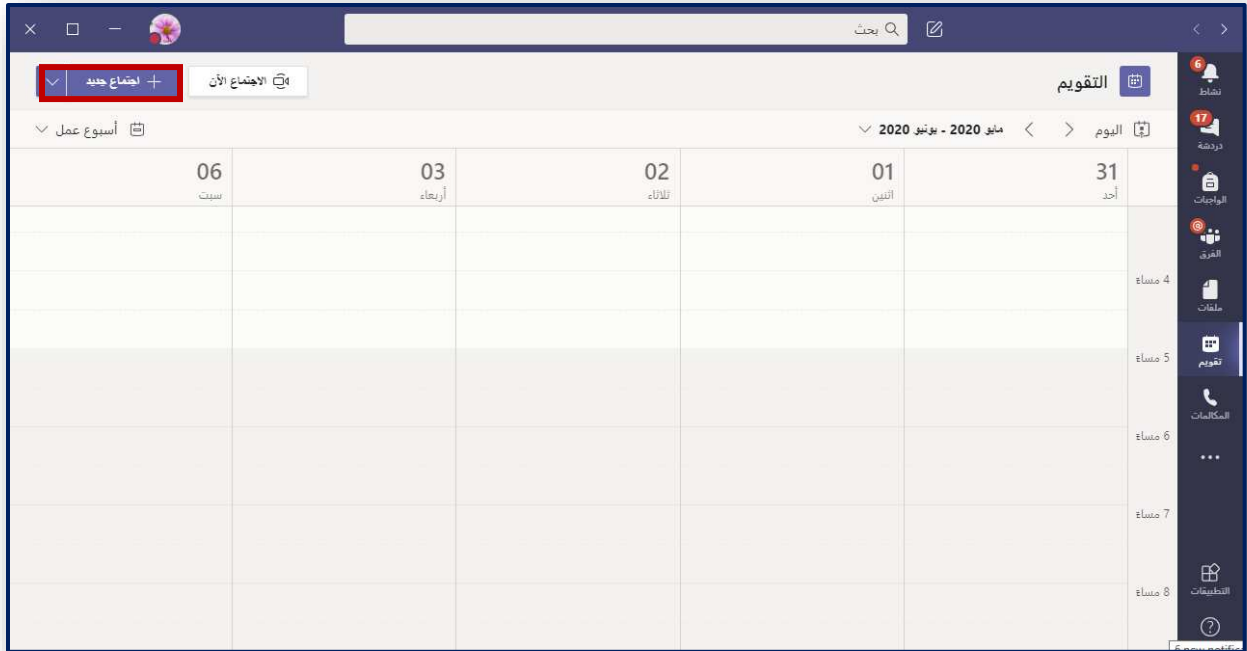 بحث
التقويم
الاجتماع الآن
+ اجتماع جديد
اليوم
مايو 2020 - يونيو 2020
أسبوع عمل
31
أحد
01
اثنين
02
ثلاثاء
03
أربعاء
06
سبت
4 مساءً
5 مساءً
6 مساءً
7 مساءً
8 مساءً
6
نشاط
17
دردشة
الواجبات
@
الفرق
ملفات
تقويم
المكالمات
...
التطبيقات
?